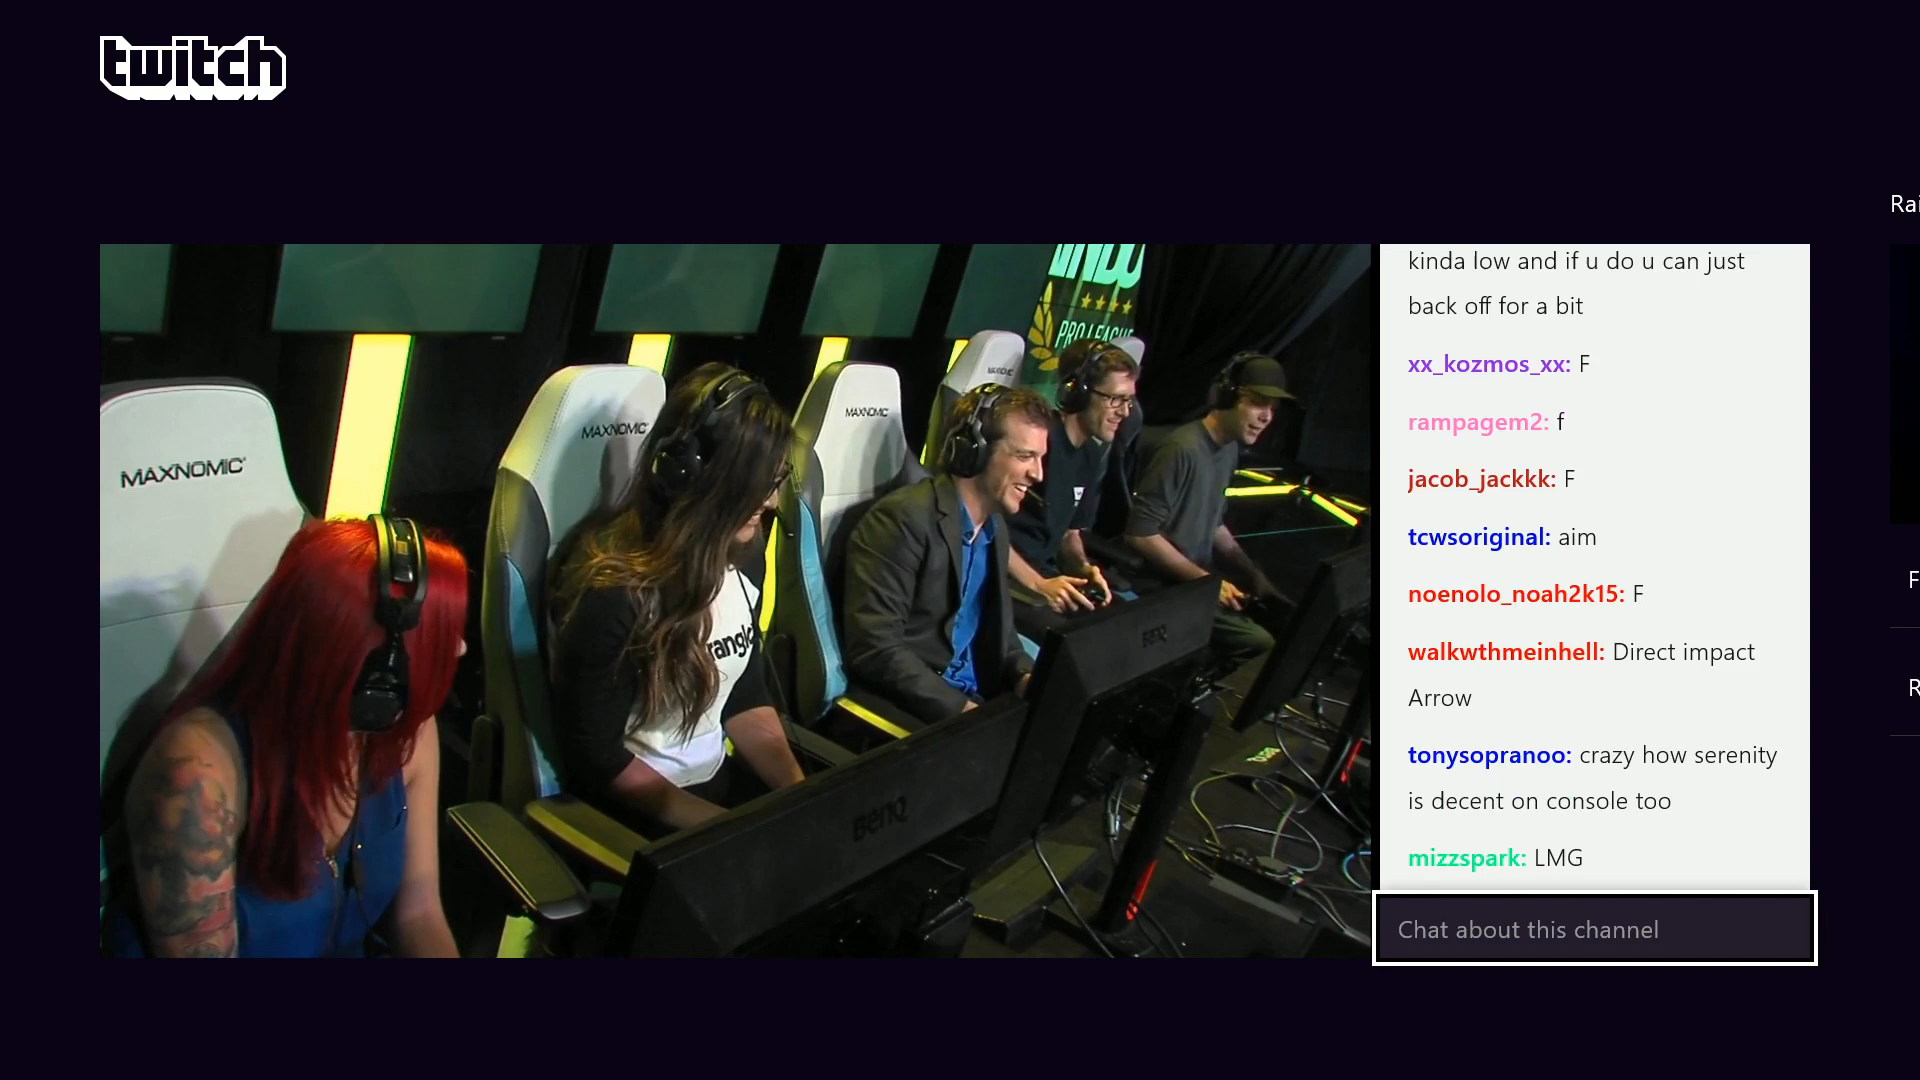 twitch
Rai
MAXNOMIC
MAXNOMIC
MAXNOMIC
PRO LEAGUE
BenQ
BenQ
kinda low and if u do u can just
back off for a bit
xx_kozmos_xx: F
rampagem2: f
jacob_jackkk: F
tcwsoriginal: aim
noenolo_noah2k15: F
walkwthmeinhell: Direct impact
Arrow
tonysopranoo: crazy how serenity
is decent on console too
mizzspark: LMG
Chat about this channel
F
R